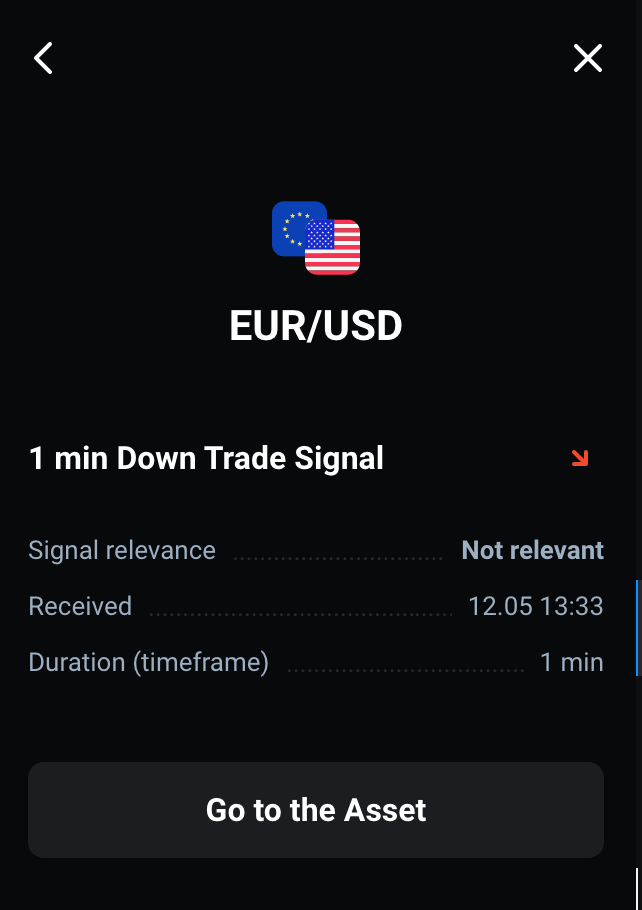 EUR/USD
1 min Down Trade Signal
Signal relevance Not relevant
Received 12.05 13:33
Duration (timeframe) 1 min
Go to the Asset